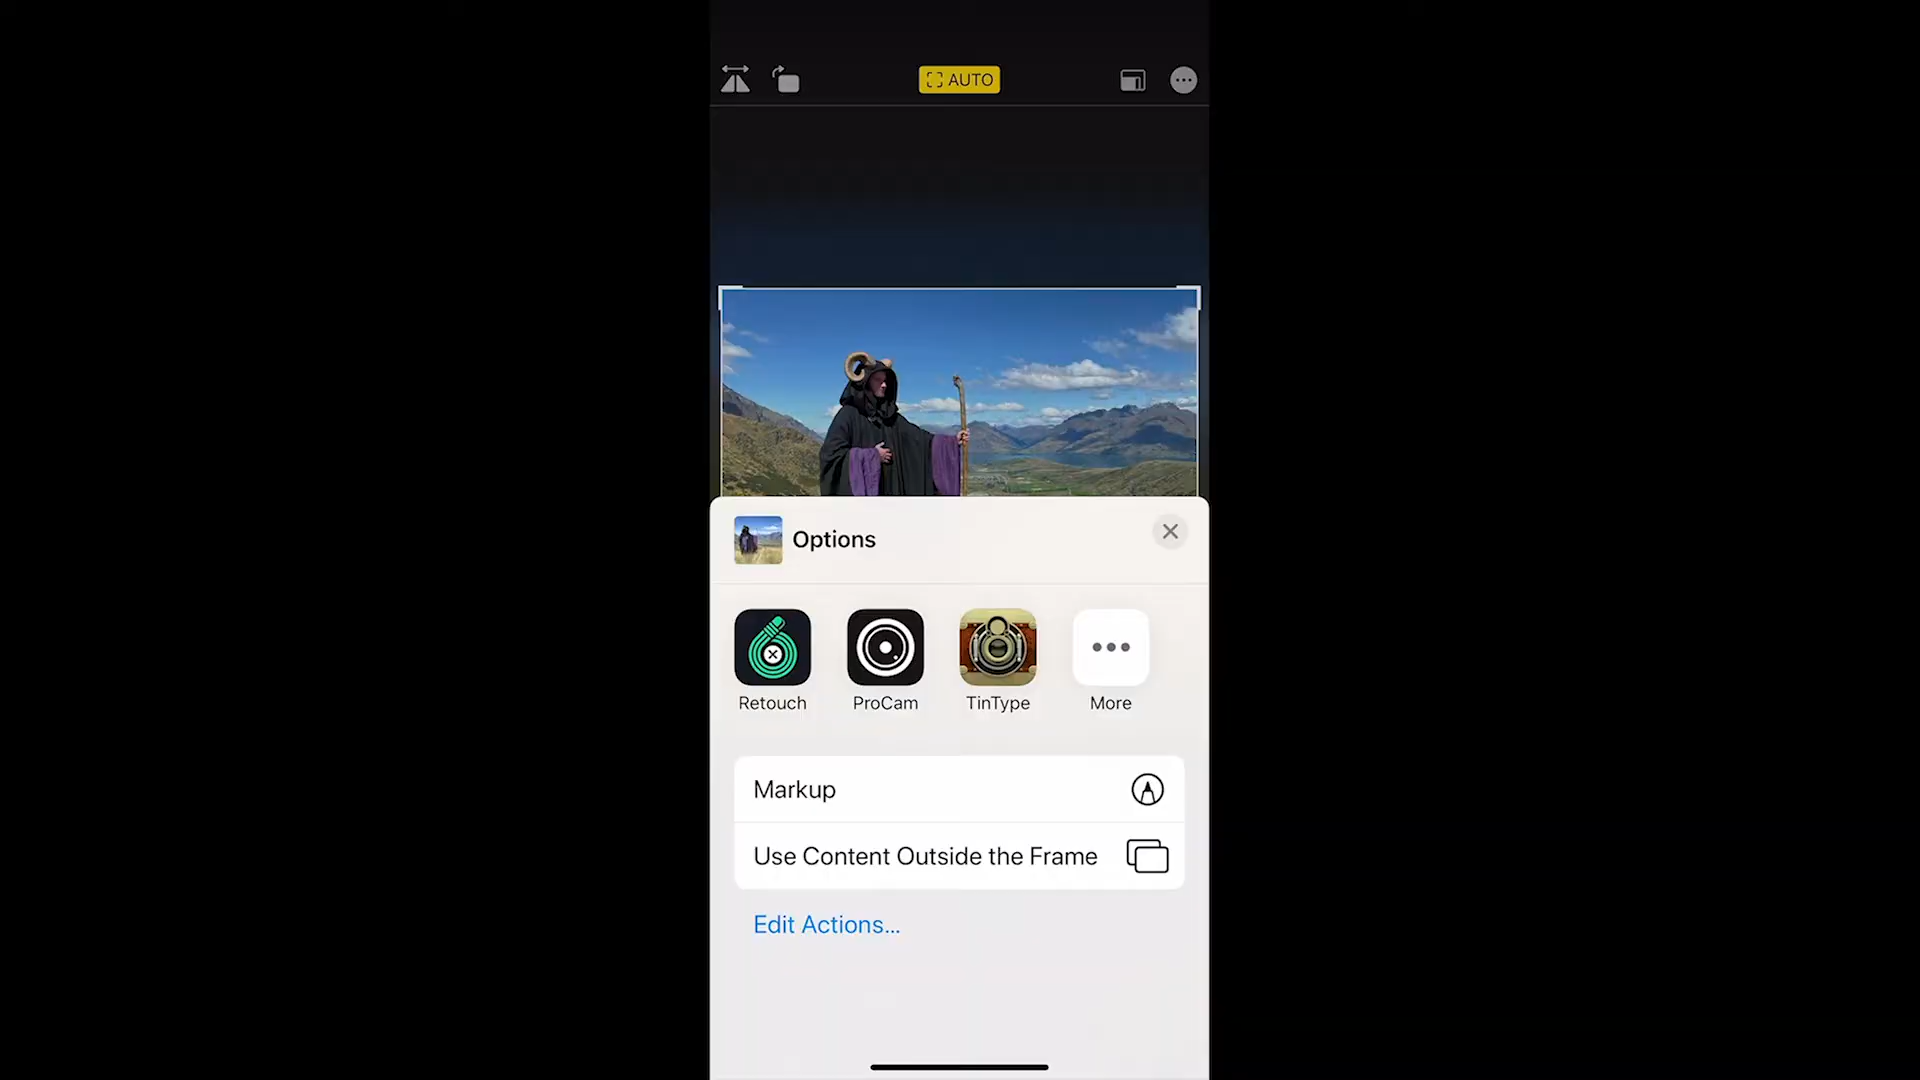 AUTO
Options
Retouch
ProCam
TinType
More
Markup
Use Content Outside the Frame
Edit Actions...